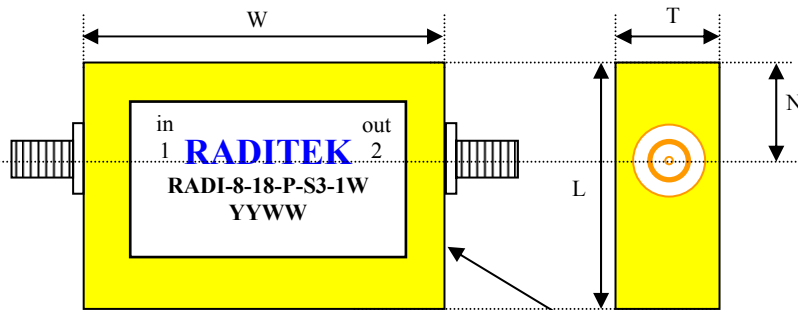 W
T
N
in out
1 RADITEK 2
RADI-8-18-P-S3-1W
YYWW
L